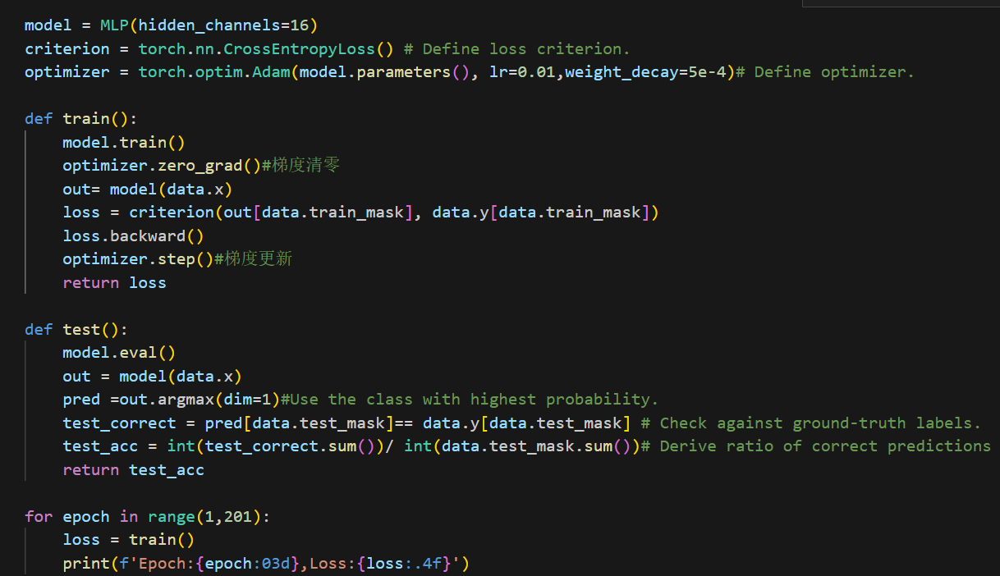 model = MLP(hidden_channels=16)
criterion = torch.nn.CrossEntropyLoss() # Define loss criterion.
optimizer = torch.optim.Adam(model.parameters(), lr=0.01,weight_decay=5e-4)# Define optimizer.
def train():
model.train()
optimizer.zero_grad()#梯度清零
out= model(data.x)
loss = criterion(out[data.train_mask], data.y[data.train_mask])
loss.backward()
optimizer.step()#梯度更新
return loss
def test():
model.eval()
out = model(data.x)
pred =out.argmax(dim=1)#Use the class with highest probability.
test_correct = pred[data.test_mask]== data.y[data.test_mask] # Check against ground-truth labels.
test_acc = int(test_correct.sum())/ int(data.test_mask.sum())# Derive ratio of correct predictions
return test_acc
for epoch in range(1,201):
loss = train()
print(f'Epoch:{epoch:03d},Loss:{loss:.4f}')